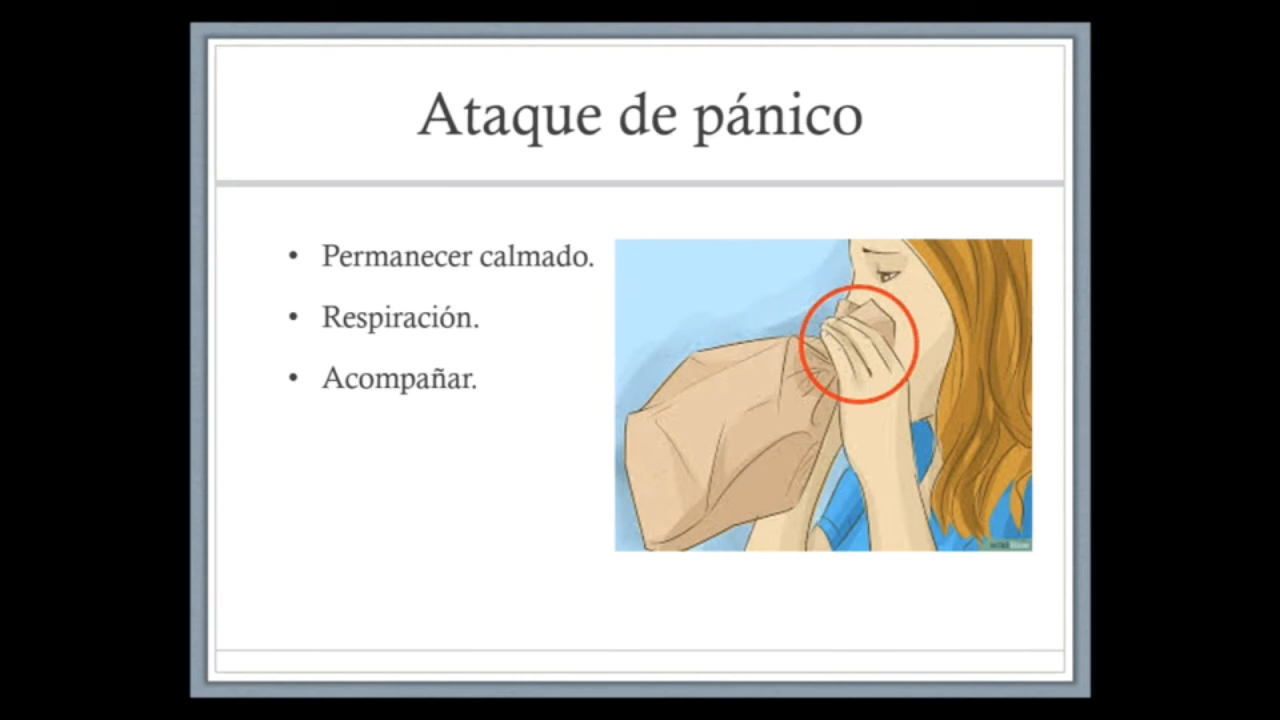 Ataque de pánico
• Permanecer calmado.
• Respiración.
• Acompañar.